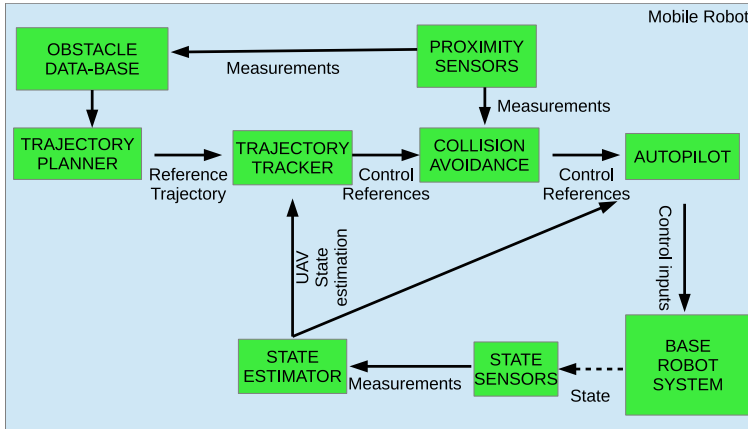 Mobile Robot
OBSTACLE
DATA-BASE
Measurements
PROXIMITY
SENSORS
Measurements
TRAJECTORY
PLANNER
Reference
Trajectory
TRAJECTORY
TRACKER
Control
References
COLLISION
AVOIDANCE
Control
References
AUTOPILOT
UAV
State
estimation
Control inputs
STATE
ESTIMATOR
Measurements
STATE
SENSORS
State
BASE
ROBOT
SYSTEM